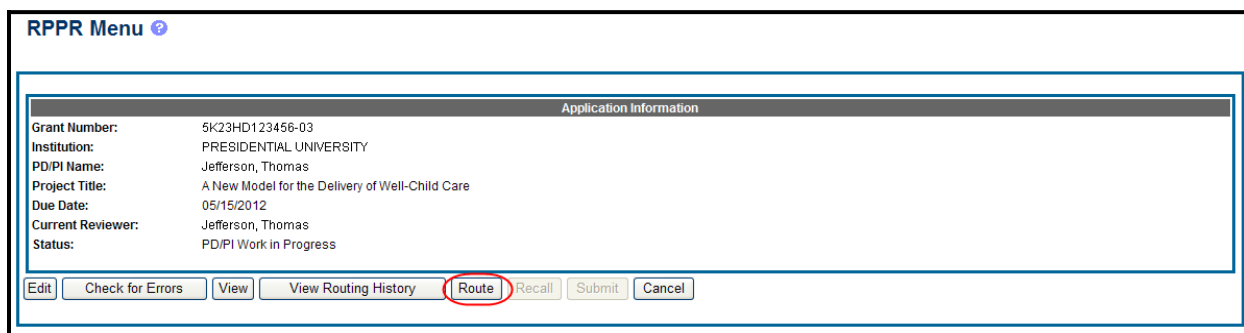 RPPR Menu ?
Application Information
Grant Number: 5K23HD123456-03
Institution: PRESIDENTIAL UNIVERSITY
PD/PI Name: Jefferson, Thomas
Project Title: A New Model for the Delivery of Well-Child Care
Due Date: 05/15/2012
Current Reviewer: Jefferson, Thomas
Status: PD/PI Work in Progress
Edit Check for Errors View View Routing History Route Recall Submit Cancel